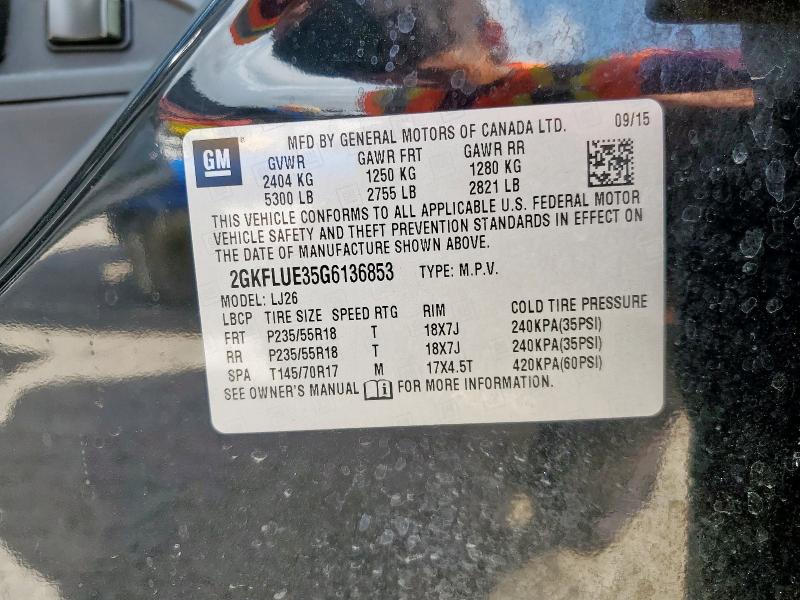 GM
MFD BY GENERAL MOTORS OF CANADA LTD. 09/15
GVWR GAWR FRT GAWR RR
2404 KG 1250 KG 1280 KG
5300 LB 2755 LB 2821 LB
THIS VEHICLE CONFORMS TO ALL APPLICABLE U.S. FEDERAL MOTOR
VEHICLE SAFETY AND THEFT PREVENTION STANDARDS IN EFFECT ON
THE DATE OF MANUFACTURE SHOWN ABOVE.
2GKFLUE35G6136853 TYPE: M.P.V.
MODEL: LJ26
LBCP TIRE SIZE SPEED RTG RIM COLD TIRE PRESSURE
FRT P235/55R18 T 18X7J 240KPA(35PSI)
RR P235/55R18 T 18X7J 240KPA(35PSI)
SPA T145/70R17 M 17X4.5T 420KPA(60PSI)
SEE OWNER'S MANUAL FOR MORE INFORMATION.